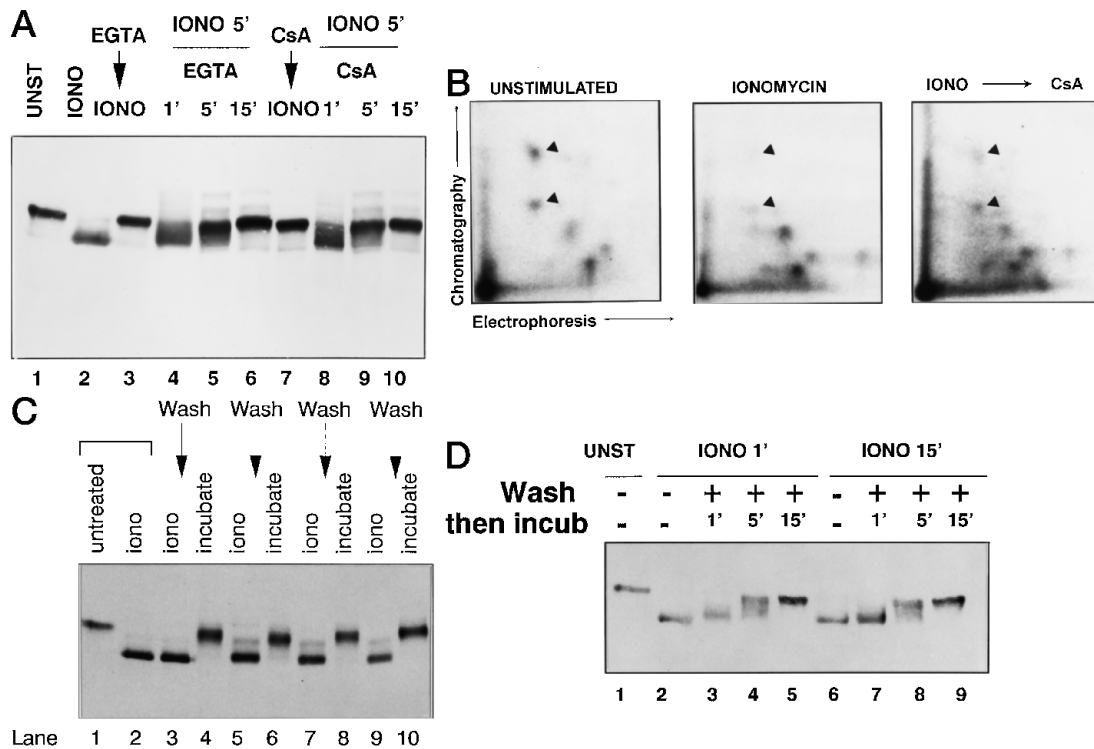 A
IONO 5' IONO 5'
EGTA CsA
UNST IONO IONO EGTA IONO CsA
1' 5' 15' 1' 5' 15'
1 2 3 4 5 6 7 8 9 10
B
UNSTIMULATED IONOMYCIN IONO CsA
Chromatography
Electrophoresis
C
Wash Wash Wash Wash
untreated iono iono incubate iono incubate iono incubate iono incubate
Lane 1 2 3 4 5 6 7 8 9 10
D
UNST IONO 1' IONO 15'
Wash - - + + + - + + +
then incub - - 1' 5' 15' - 1' 5' 15'
1 2 3 4 5 6 7 8 9